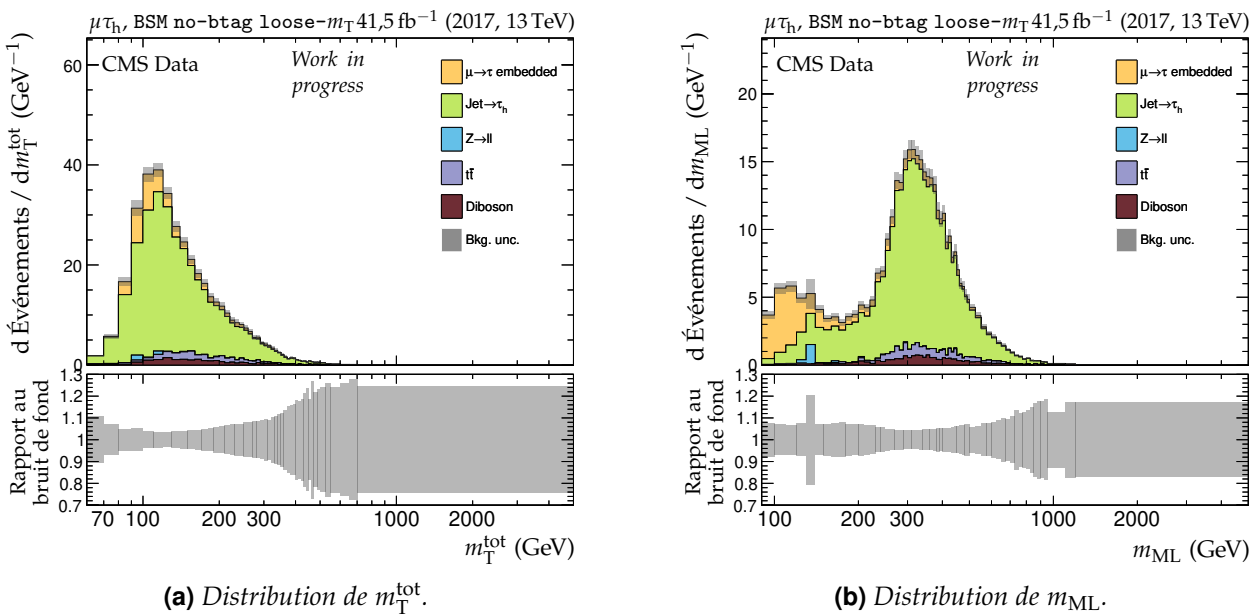 μτh, BSM no-btag loose-mT 41,5 fb−1 (2017, 13 TeV)
d Événements / dmTtot (GeV−1)
60
40
20
0
CMS Data
Work in
progress
μ→τ embedded
Jet→τh
Z→ll
tt̄
Diboson
Bkg. unc.
Rapport au
bruit de fond
1.3
1.2
1.1
1
0.9
0.8
0.7
70 100 200 300 1000 2000
mTtot (GeV)
(a) Distribution de mTtot.
μτh, BSM no-btag loose-mT 41,5 fb−1 (2017, 13 TeV)
d Événements / dmML (GeV−1)
25
20
15
10
5
0
CMS Data
Work in
progress
μ→τ embedded
Jet→τh
Z→ll
tt̄
Diboson
Bkg. unc.
Rapport au
bruit de fond
1.3
1.2
1.1
1
0.9
0.8
0.7
100 200 300 1000 2000
mML (GeV)
(b) Distribution de mML.